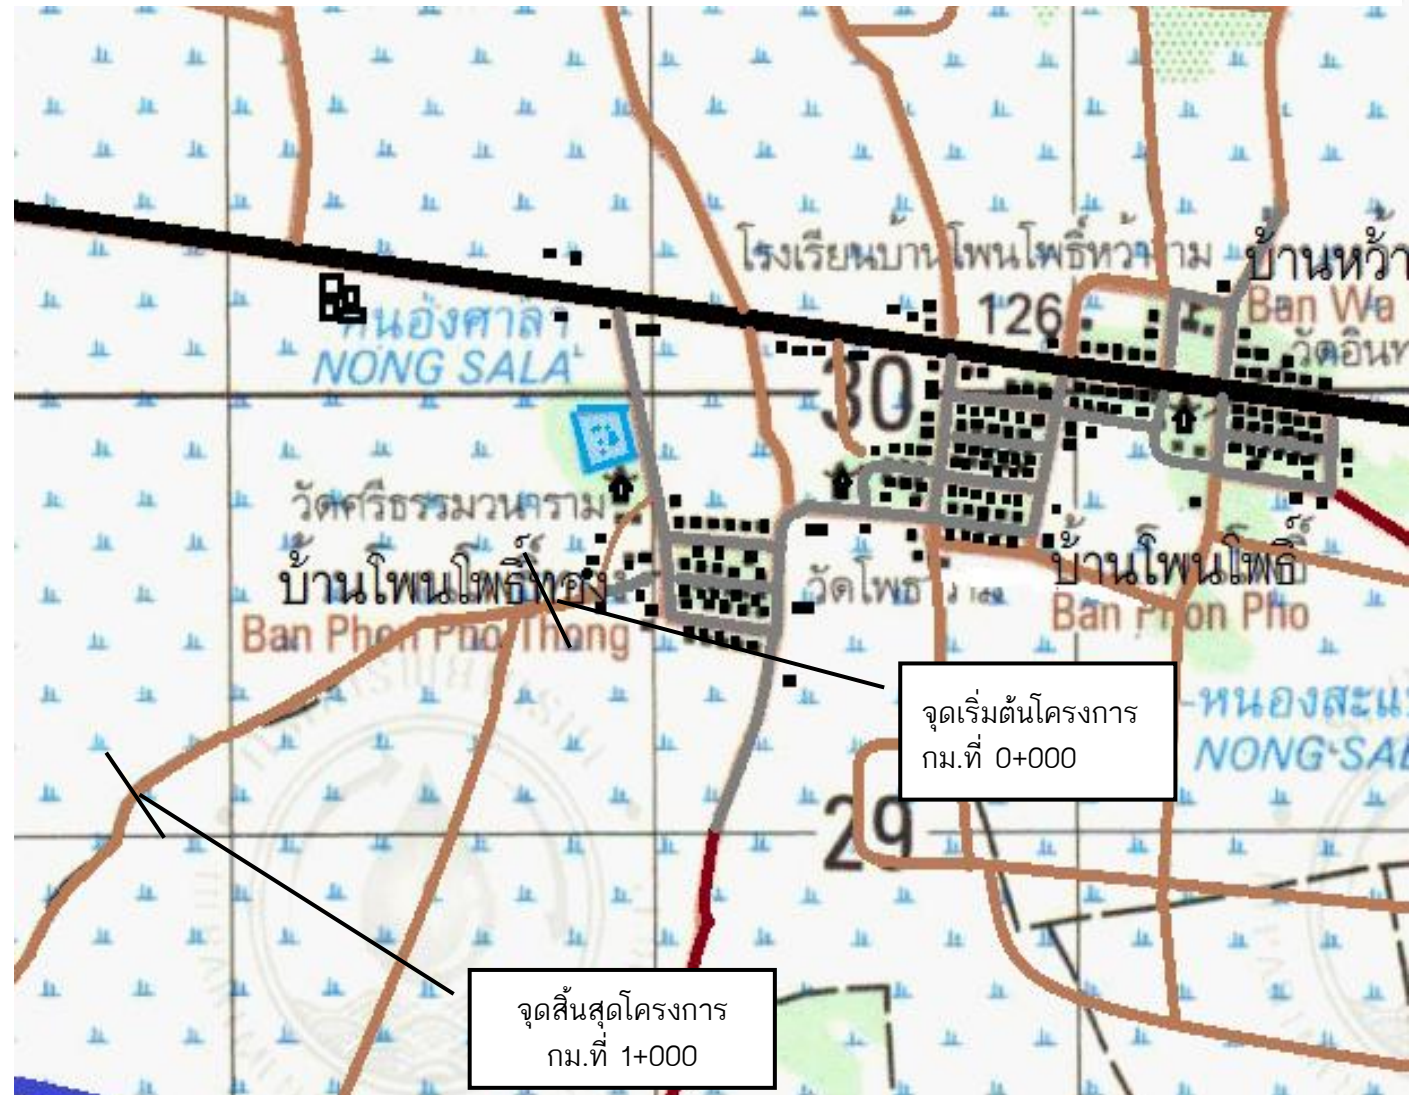 โรงเรียนบ้านโพนโพธิ์หว้างาม
บ้านหว้า
Ban Wa
126
วัดอินท
หนองศาลา
NONG SALA
30
วัดศรีธรรมวนาราม
บ้านโพนโพธิ์ทอง
Ban Phon Pho Thong
บ้านโพนโพธิ์
Ban Phon Pho
จุดเริ่มต้นโครงการ
กม.ที่ 0+000
หนองสะแบ
NONG SAB
29
จุดสิ้นสุดโครงการ
กม.ที่ 1+000